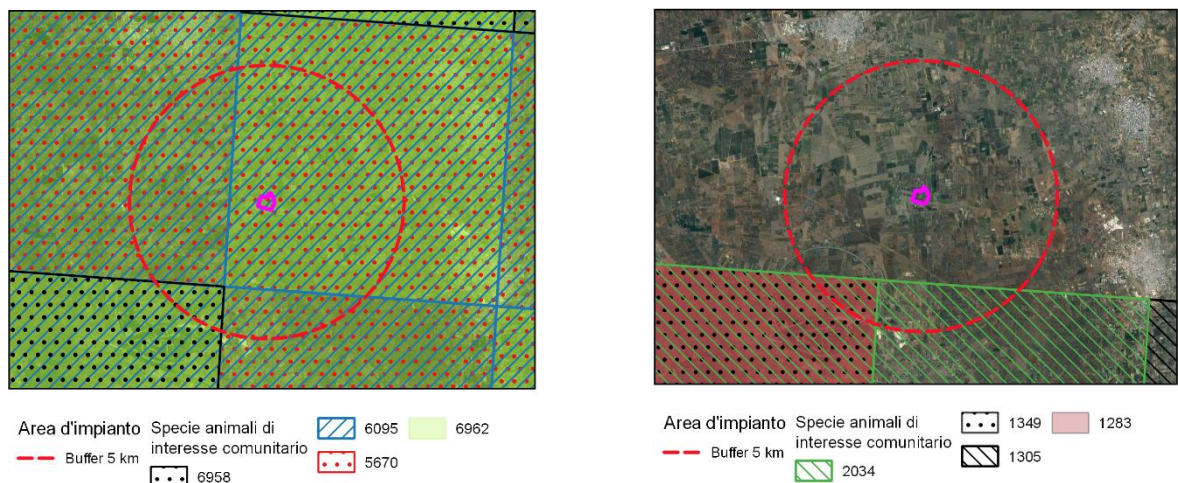 Area d'impianto
Buffer 5 km
Specie animali di
interesse comunitario
6958
6095
5670
6962
Area d'impianto
Buffer 5 km
Specie animali di
interesse comunitario
2034
1349
1305
1283